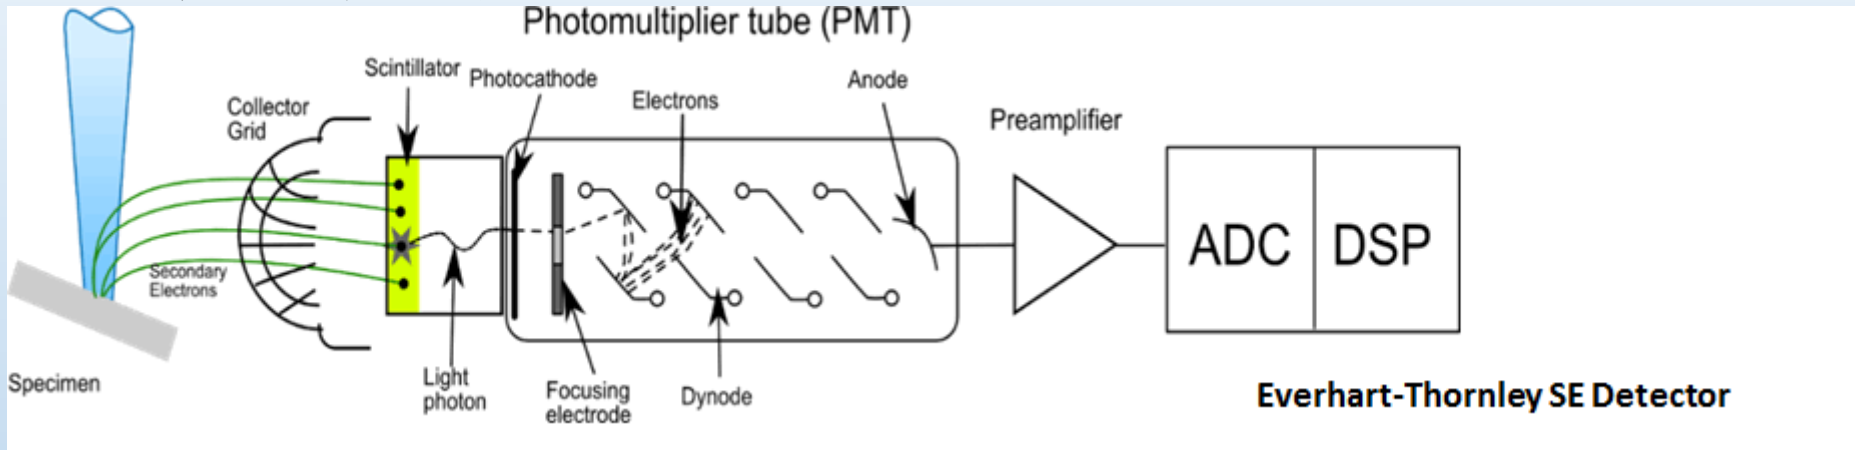 Photomultiplier tube (PMT)
Scintillator
Photocathode
Collector
Grid
Electrons
Anode
Preamplifier
ADC
DSP
Secondary
Electrons
Specimen
Light
photon
Focusing
electrode
Dynode
Everhart-Thornley SE Detector